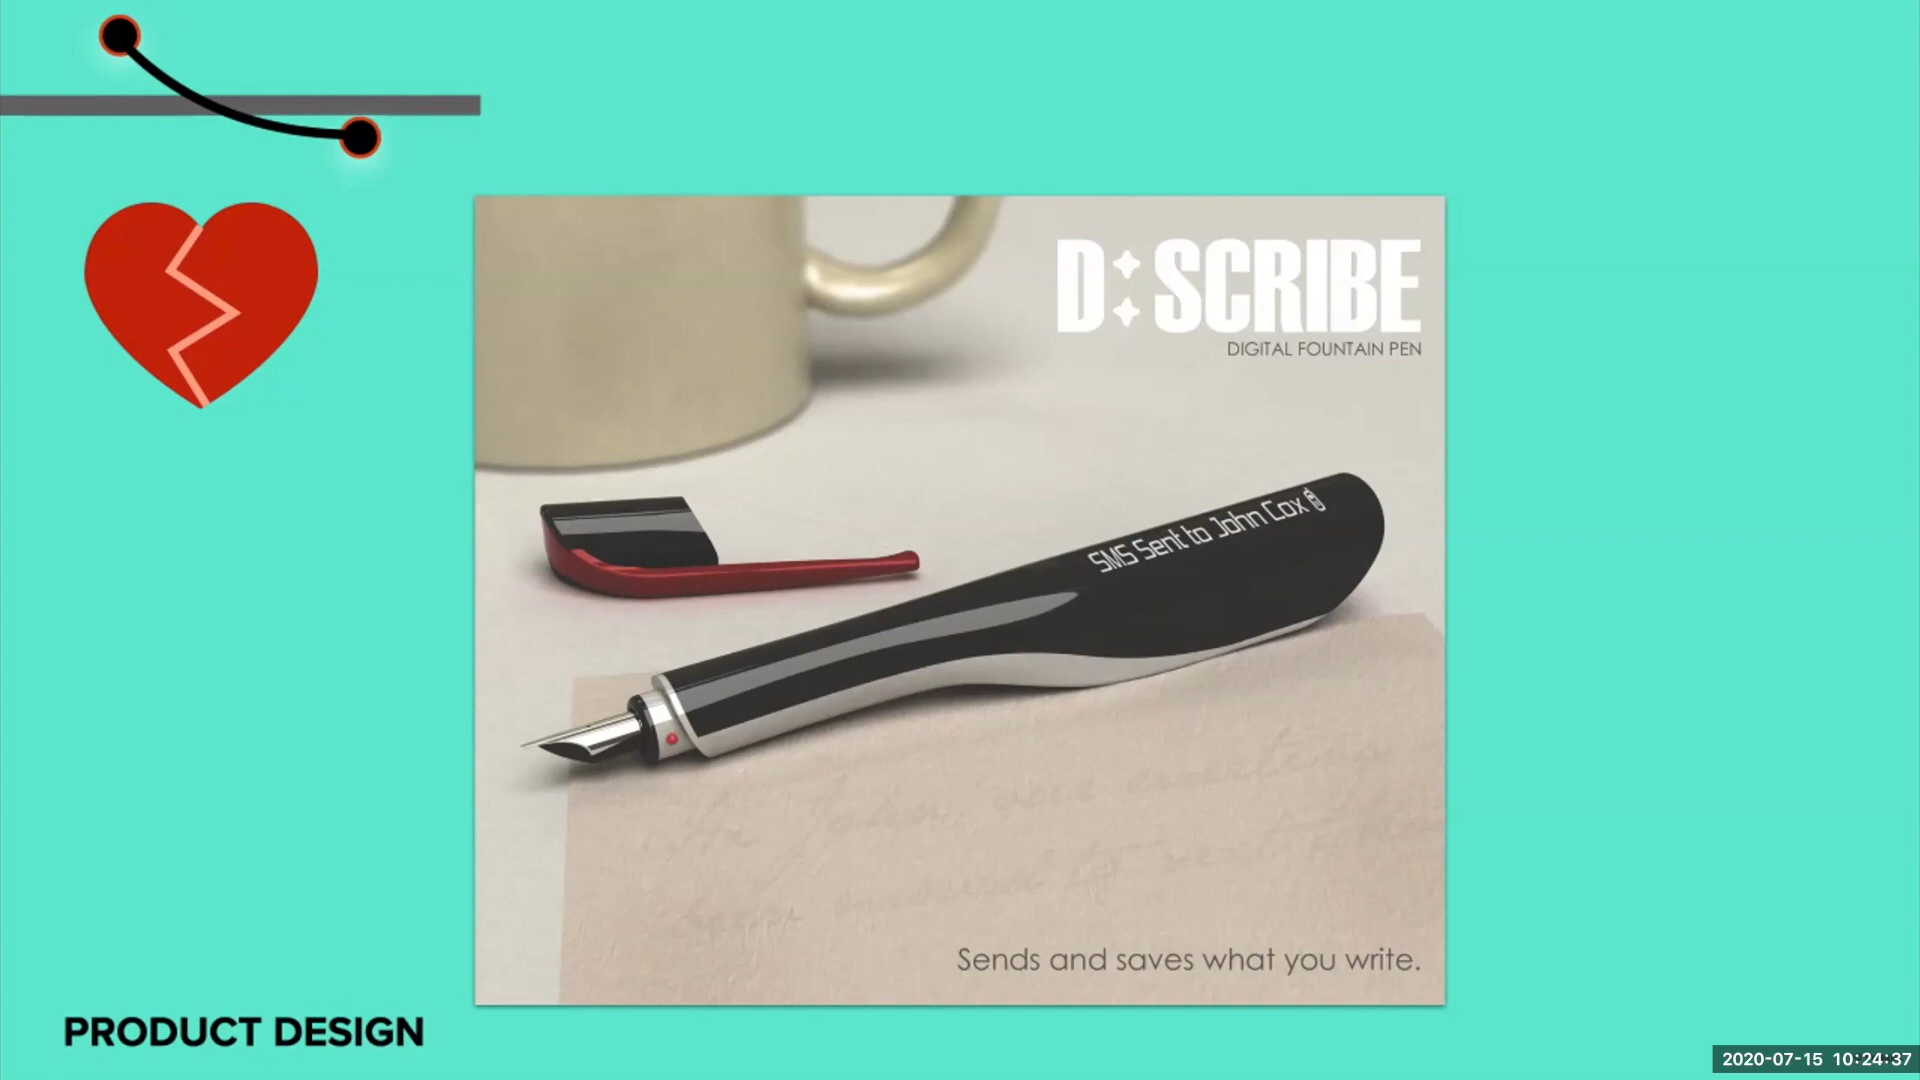 D:SCRIBE
DIGITAL FOUNTAIN PEN
SMS Sent to John Cox
Sends and saves what you write.
PRODUCT DESIGN
2020-07-15 10:24:37